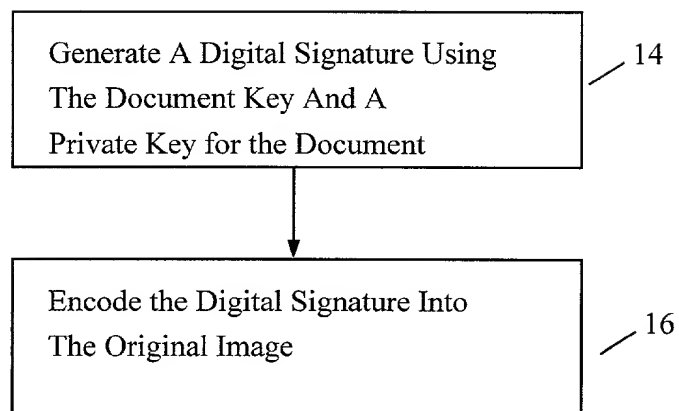 Generate A Digital Signature Using
The Document Key And A
Private Key for the Document
14
Encode the Digital Signature Into
The Original Image
16